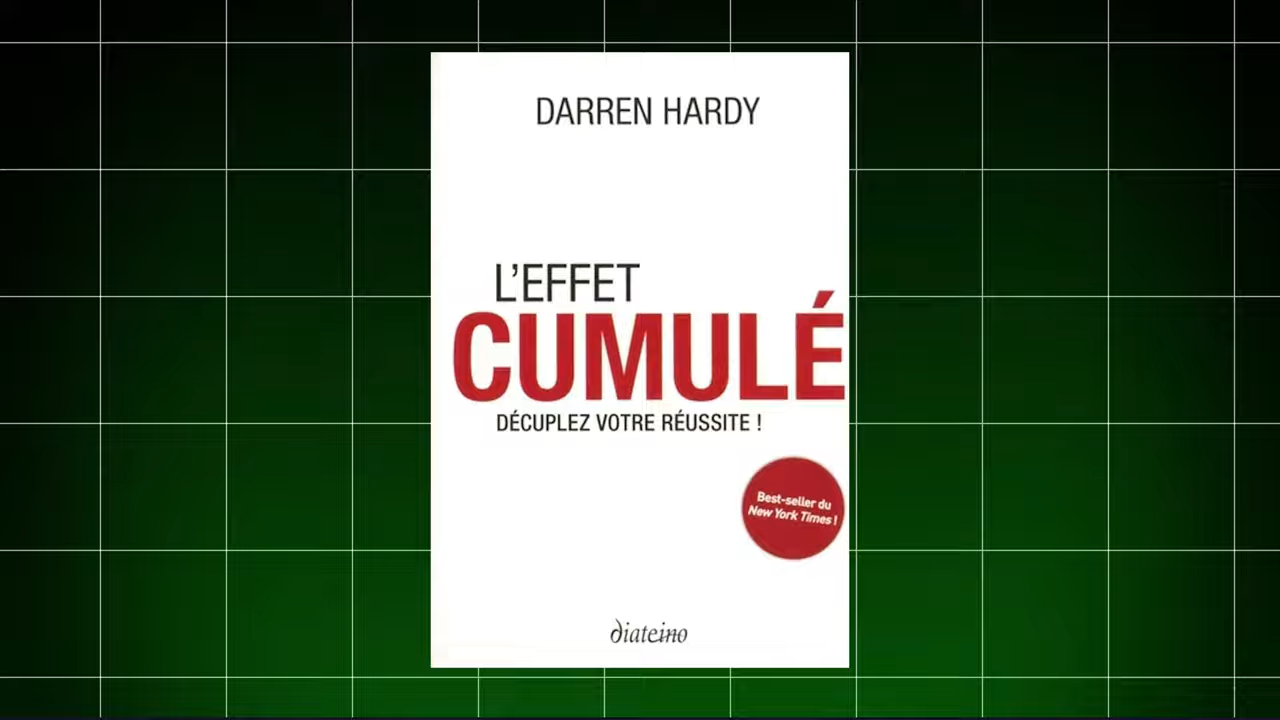 DARREN HARDY
L'EFFET
CUMULÉ
DÉCUPLEZ VOTRE RÉUSSITE !
Best-seller du
New York Times !
diateino